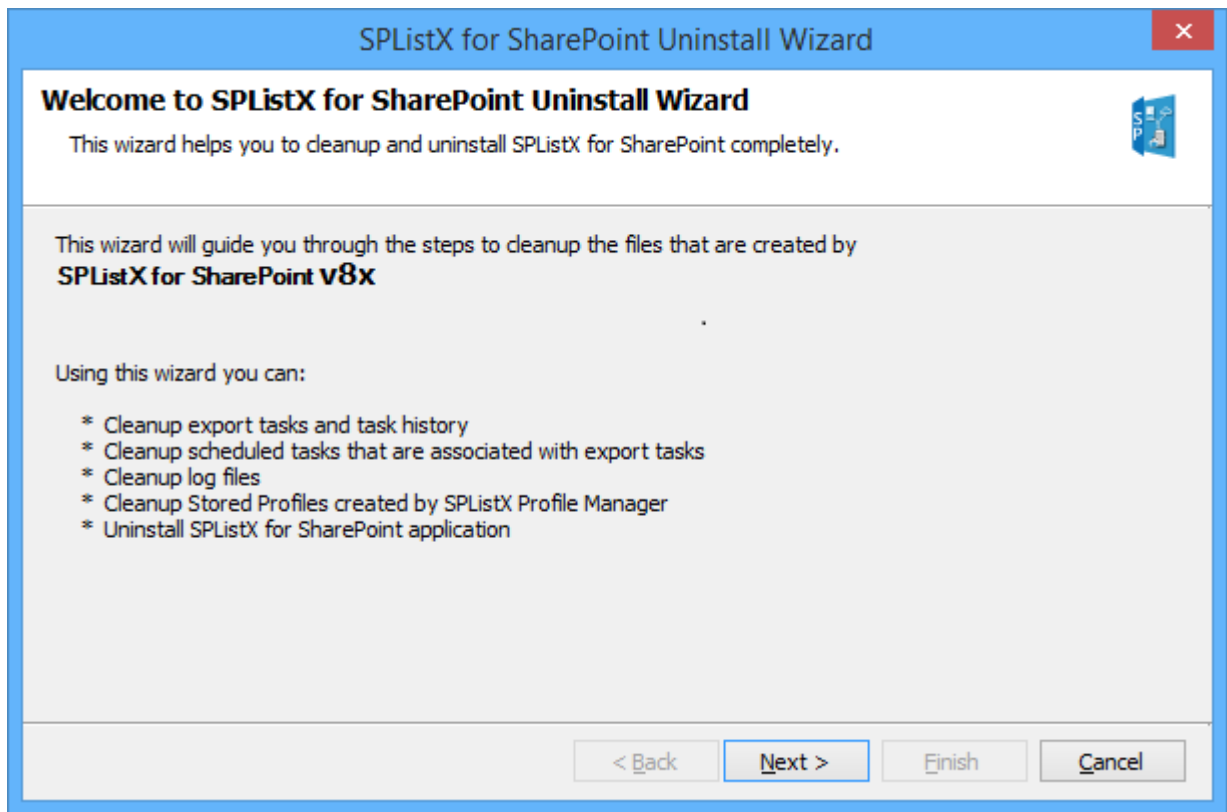 SPListX for SharePoint Uninstall Wizard
Welcome to SPListX for SharePoint Uninstall Wizard
This wizard helps you to cleanup and uninstall SPListX for SharePoint completely.
S
P
This wizard will guide you through the steps to cleanup the files that are created by
SPListX for SharePoint v8x
.
Using this wizard you can:
* Cleanup export tasks and task history
* Cleanup scheduled tasks that are associated with export tasks
* Cleanup log files
* Cleanup Stored Profiles created by SPListX Profile Manager
* Uninstall SPListX for SharePoint application
< Back Next > Finish Cancel